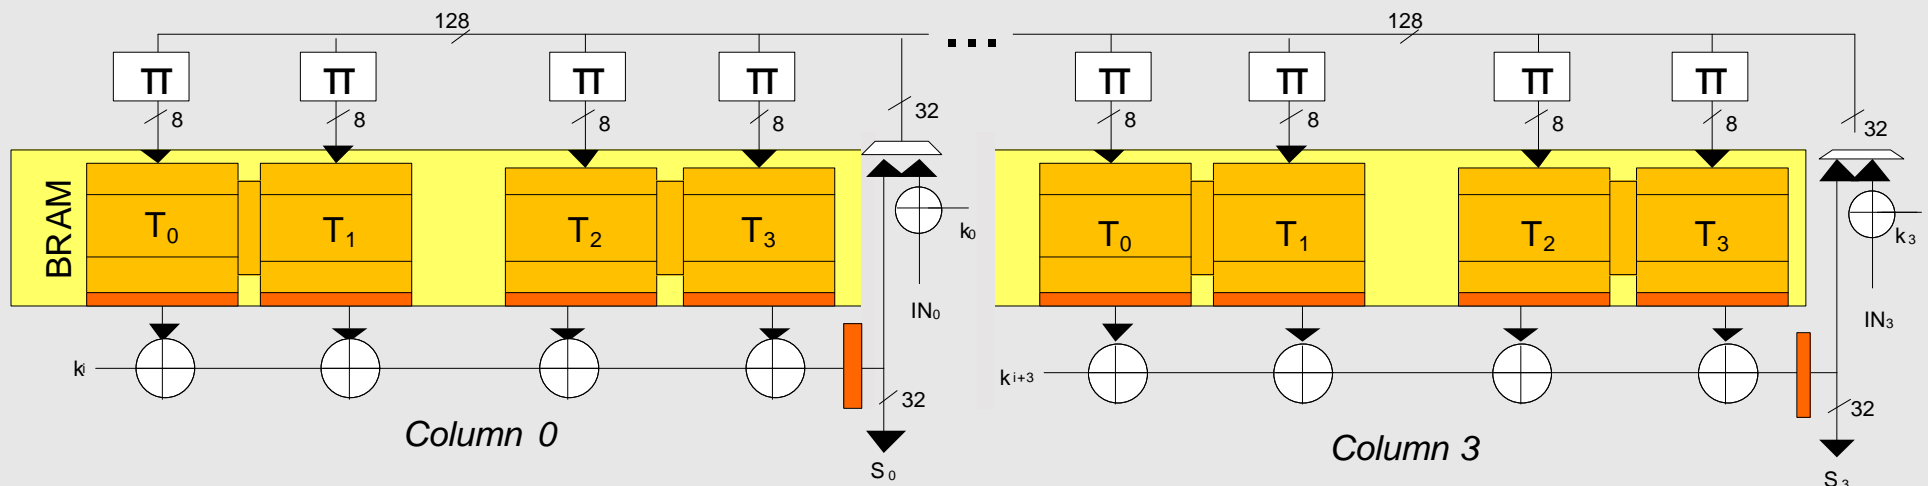 128 128
π π π π π π π π
8 8 8 8 32 8 8 8 8 32
BRAM
T₀ T₁ T₂ T₃ T₀ T₁ T₂ T₃
k₀ k₃
IN₀ IN₃
kᵢ kⁱ⁺³
32 32
Column 0 Column 3
S₀ S₃